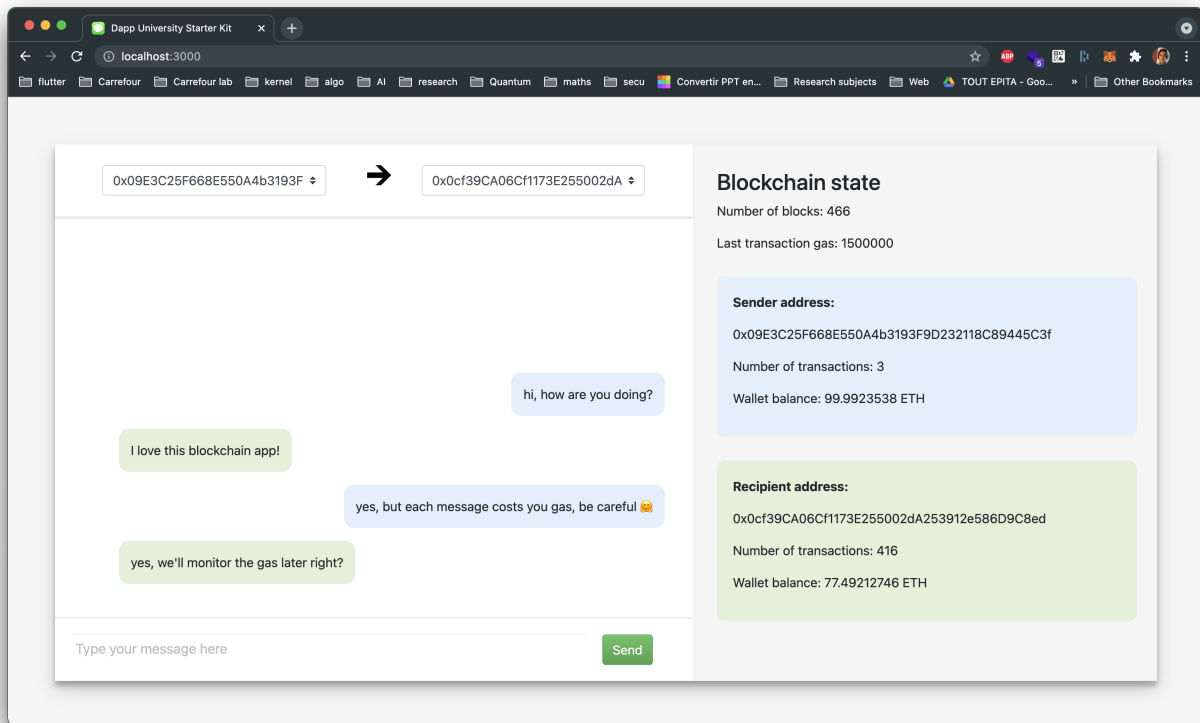 Dapp University Starter Kit
localhost:3000
ABP
5
flutter Carrefour Carrefour lab kernel algo AI research Quantum maths secu Convertir PPT en... Research subjects Web TOUT EPITA - Goo... » Other Bookmarks
0x09E3C25F668E550A4b3193F
0x0cf39CA06Cf1173E255002dA
hi, how are you doing?
I love this blockchain app!
yes, but each message costs you gas, be careful 🤗
yes, we'll monitor the gas later right?
Type your message here
Send
Blockchain state
Number of blocks: 466
Last transaction gas: 1500000
Sender address:
0x09E3C25F668E550A4b3193F9D232118C89445C3f
Number of transactions: 3
Wallet balance: 99.9923538 ETH
Recipient address:
0x0cf39CA06Cf1173E255002dA253912e586D9C8ed
Number of transactions: 416
Wallet balance: 77.49212746 ETH